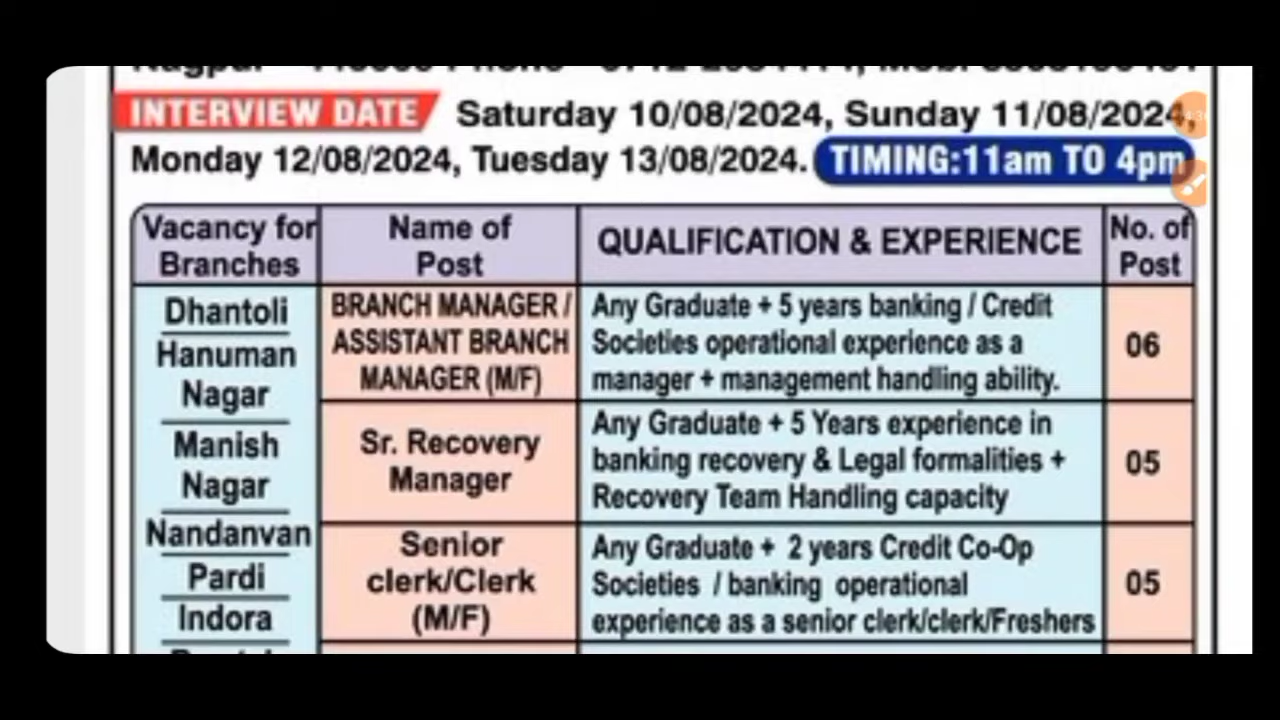 INTERVIEW DATE Saturday 10/08/2024, Sunday 11/08/2024,
Monday 12/08/2024, Tuesday 13/08/2024. TIMING:11am TO 4pm
Vacancy for
Branches
Name of
Post
QUALIFICATION & EXPERIENCE
No. of
Post
Dhantoli
Hanuman
Nagar
Manish
Nagar
Nandanvan
Pardi
Indora
BRANCH MANAGER /
ASSISTANT BRANCH
MANAGER (M/F)
Any Graduate + 5 years banking / Credit
Societies operational experience as a
manager + management handling ability.
06
Sr. Recovery
Manager
Any Graduate + 5 Years experience in
banking recovery & Legal formalities +
Recovery Team Handling capacity
05
Senior
clerk/Clerk
(M/F)
Any Graduate + 2 years Credit Co-Op
Societies / banking operational
experience as a senior clerk/clerk/Freshers
05